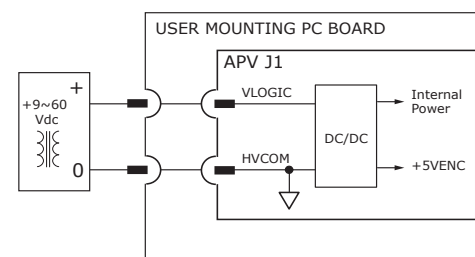 USER MOUNTING PC BOARD
APV J1
+
+9~60
Vdc
0
VLOGIC
HVCOM
DC/DC
Internal
Power
+5VENC